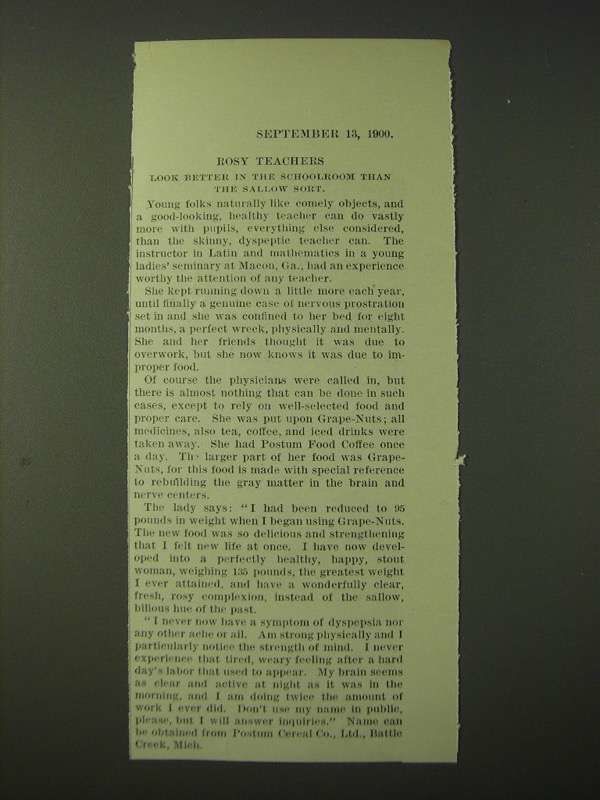 SEPTEMBER 13, 1900.
ROSY TEACHERS
LOOK BETTER IN THE SCHOOLROOM THAN
THE SALLOW SORT.
Young folks naturally like comely objects, and
a good-looking, healthy teacher can do vastly
more with pupils, everything else considered,
than the skinny, dyspeptic teacher can. The
instructor in Latin and mathematics in a young
ladies' seminary at Macon, Ga., had an experience
worthy the attention of any teacher.
She kept running down a little more each year,
until finally a genuine case of nervous prostration
set in and she was confined to her bed for eight
months, a perfect wreck, physically and mentally.
She and her friends thought it was due to
overwork, but she now knows it was due to im-
proper food.
Of course the physicians were called in, but
there is almost nothing that can be done in such
cases, except to rely on well-selected food and
proper care. She was put upon Grape-Nuts; all
medicines, also tea, coffee, and iced drinks were
taken away. She had Postum Food Coffee once
a day. The larger part of her food was Grape-
Nuts, for this food is made with special reference
to rebuilding the gray matter in the brain and
nerve centers.
The lady says: "I had been reduced to 95
pounds in weight when I began using Grape-Nuts.
The new food was so delicious and strengthening
that I felt new life at once. I have now devel-
oped into a perfectly healthy, happy, stout
woman, weighing 135 pounds, the greatest weight
I ever attained, and have a wonderfully clear,
fresh, rosy complexion, instead of the sallow,
bilious hue of the past.
"I never now have a symptom of dyspepsia nor
any other ache or ail. Am strong physically and I
particularly notice the strength of mind. I never
experience that tired, weary feeling after a hard
day's labor that used to appear. My brain seems
as clear and active at night as it was in the
morning, and I am doing twice the amount of
work I ever did. Don't use my name in public,
please, but I will answer inquiries." Name can
be obtained from Postum Cereal Co., Ltd., Battle
Creek, Mich.